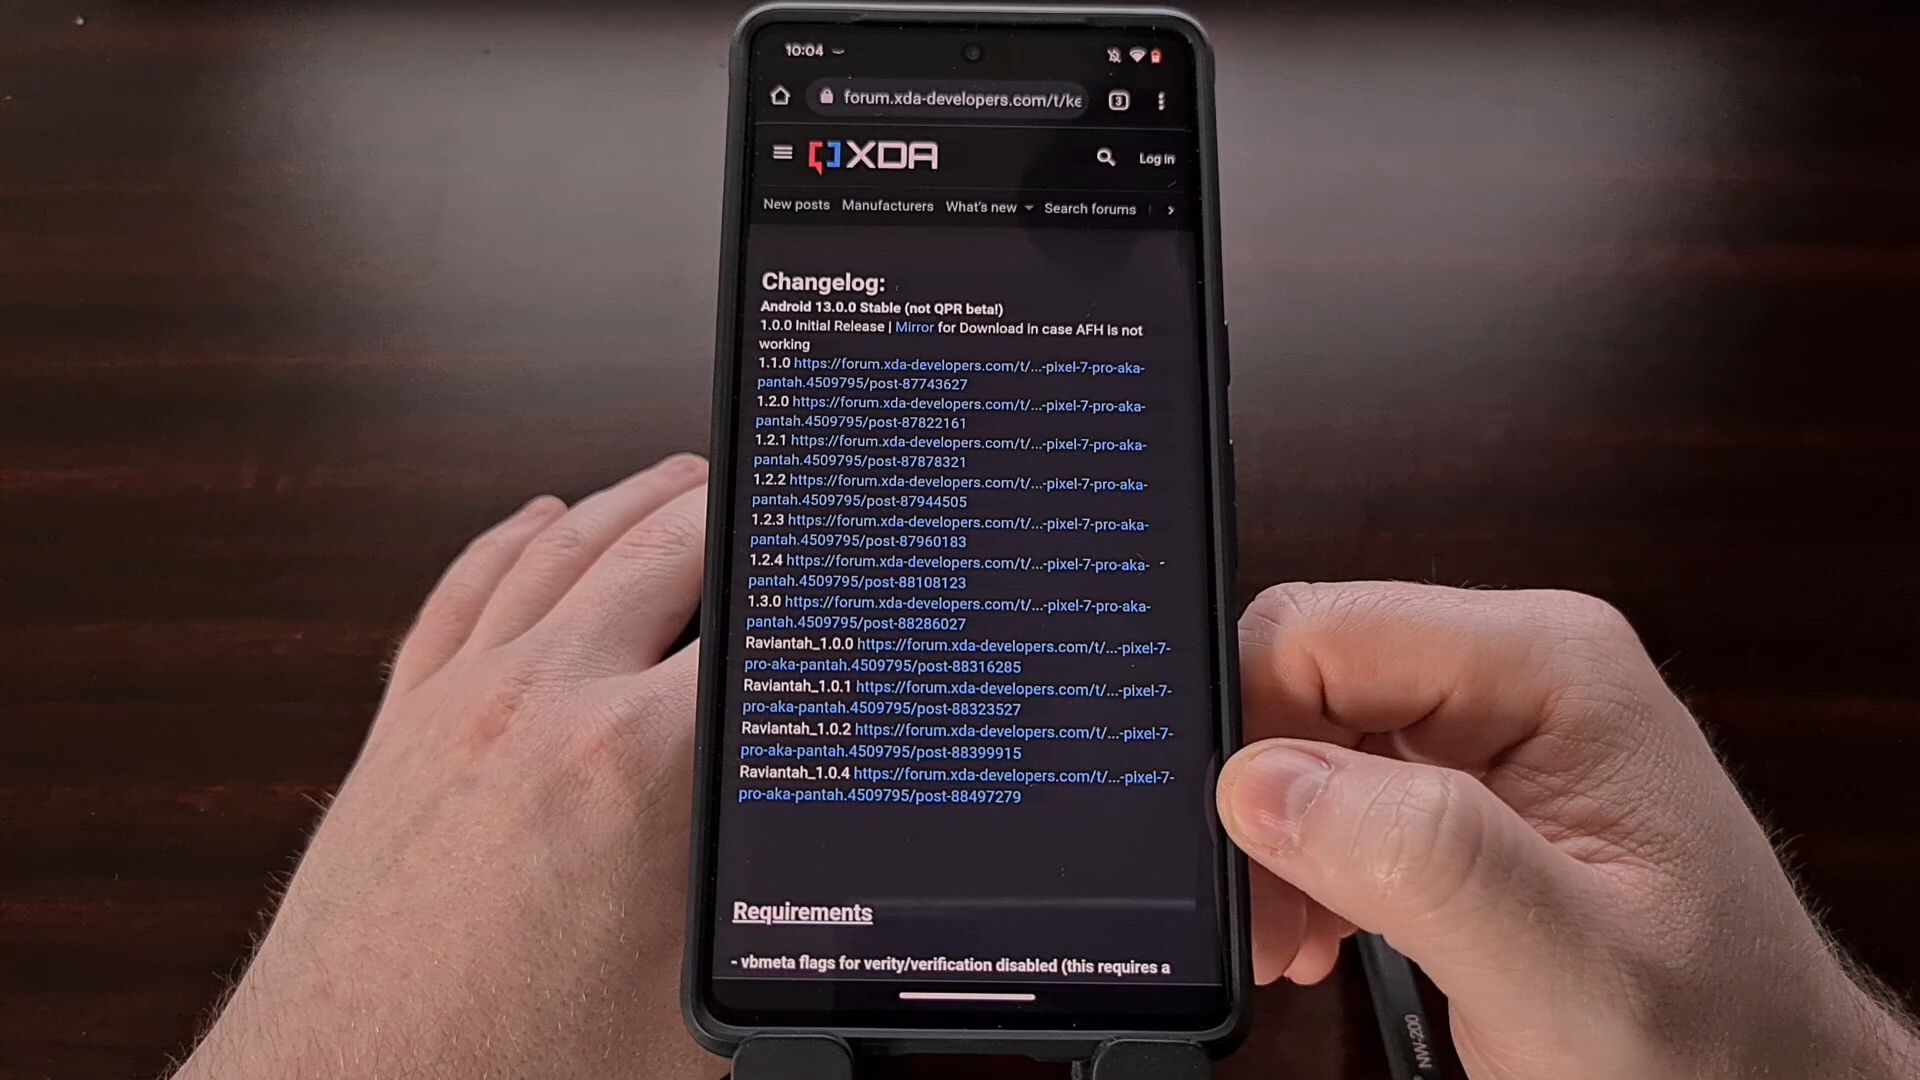 10:04
forum.xda-developers.com/t/ke
3
XDA
Log in
New posts Manufacturers What's new Search forums
Changelog:
Android 13.0.0 Stable (not QPR beta!)
1.0.0 Initial Release | Mirror for Download in case AFH is not
working
1.1.0 https://forum.xda-developers.com/t/...-pixel-7-pro-aka-
pantah.4509795/post-87743627
1.2.0 https://forum.xda-developers.com/t/...-pixel-7-pro-aka-
pantah.4509795/post-87822161
1.2.1 https://forum.xda-developers.com/t/...-pixel-7-pro-aka-
pantah.4509795/post-87878321
1.2.2 https://forum.xda-developers.com/t/...-pixel-7-pro-aka-
pantah.4509795/post-87944505
1.2.3 https://forum.xda-developers.com/t/...-pixel-7-pro-aka-
pantah.4509795/post-87960183
1.2.4 https://forum.xda-developers.com/t/...-pixel-7-pro-aka-
pantah.4509795/post-88108123
1.3.0 https://forum.xda-developers.com/t/...-pixel-7-pro-aka-
pantah.4509795/post-88286027
Raviantah_1.0.0 https://forum.xda-developers.com/t/...-pixel-7-
pro-aka-pantah.4509795/post-88316285
Raviantah_1.0.1 https://forum.xda-developers.com/t/...-pixel-7-
pro-aka-pantah.4509795/post-88323527
Raviantah_1.0.2 https://forum.xda-developers.com/t/...-pixel-7-
pro-aka-pantah.4509795/post-88399915
Raviantah_1.0.4 https://forum.xda-developers.com/t/...-pixel-7-
pro-aka-pantah.4509795/post-88497279
Requirements
- vbmeta flags for verity/verification disabled (this requires a
NW-200